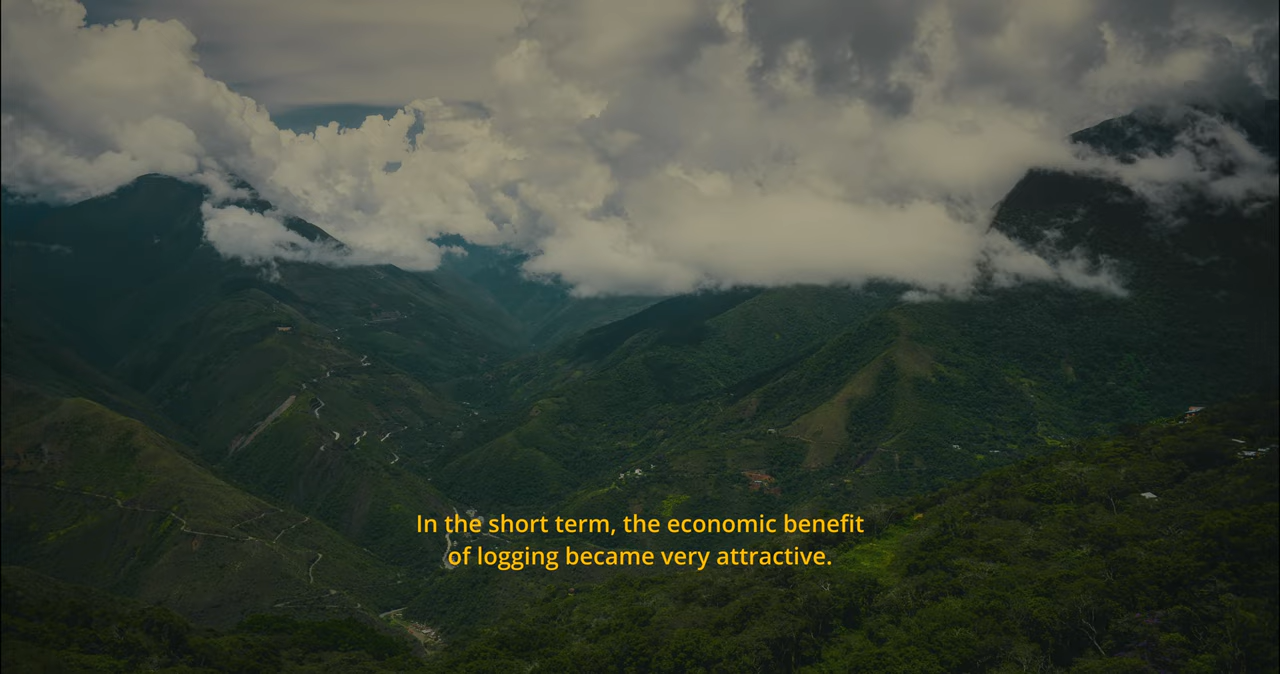 In the short term, the economic benefit
of logging became very attractive.